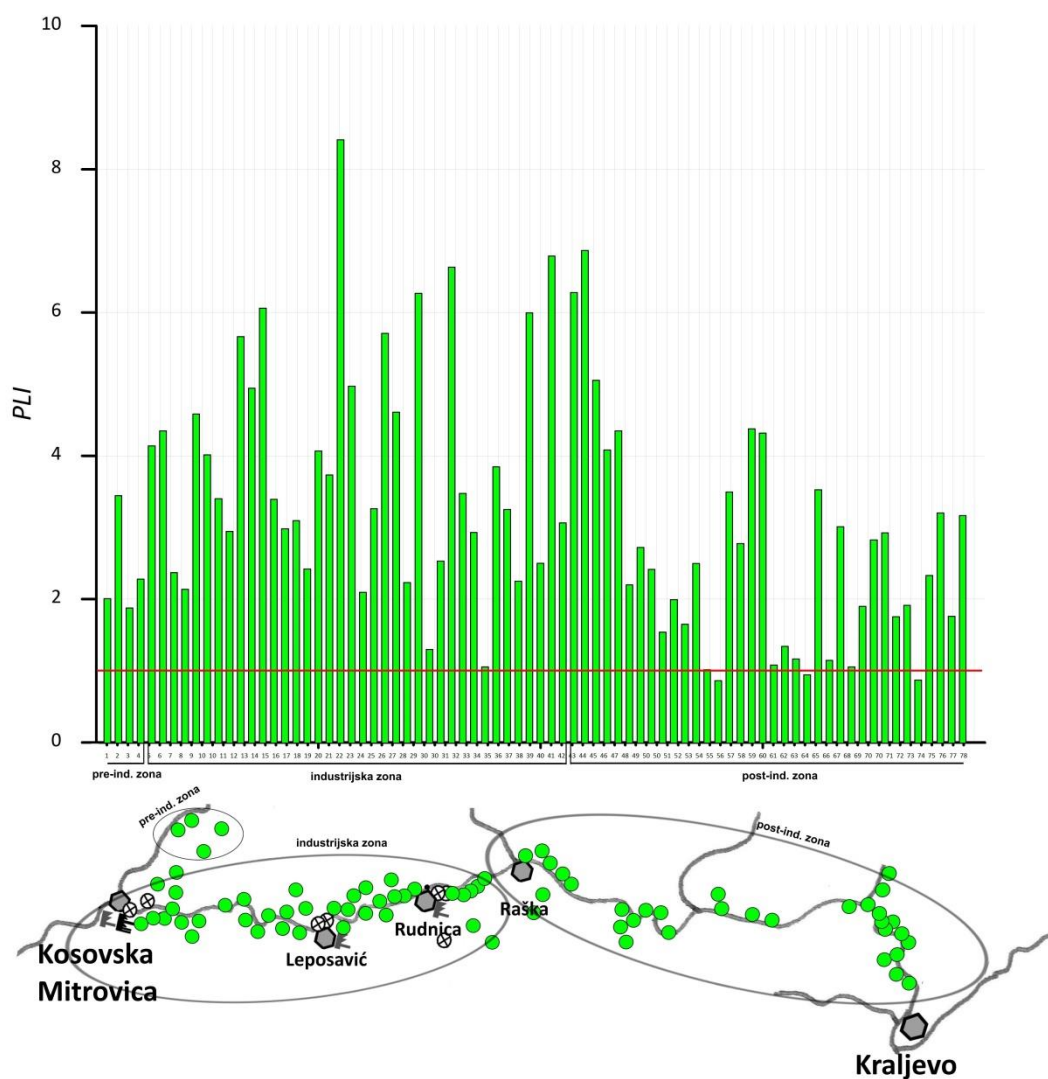 10
8
6
4
2
0
PLI
1 2 3 4 5 6 7 8 9 10 11 12 13 14 15 16 17 18 19 20 21 22 23 24 25 26 27 28 29 30 31 32 33 34 35 36 37 38 39 40 41 42 43 44 45 46 47 48 49 50 51 52 53 54 55 56 57 58 59 60 61 62 63 64 65 66 67 68 69 70 70 71 72 73 74 75 76 77 78
pre-ind. zona industrijska zona post-ind. zona
pre-ind. zona
industrijska zona
post-ind. zona
Raška
Rudnica
Leposavić
Kosovska
Mitrovica
Kraljevo